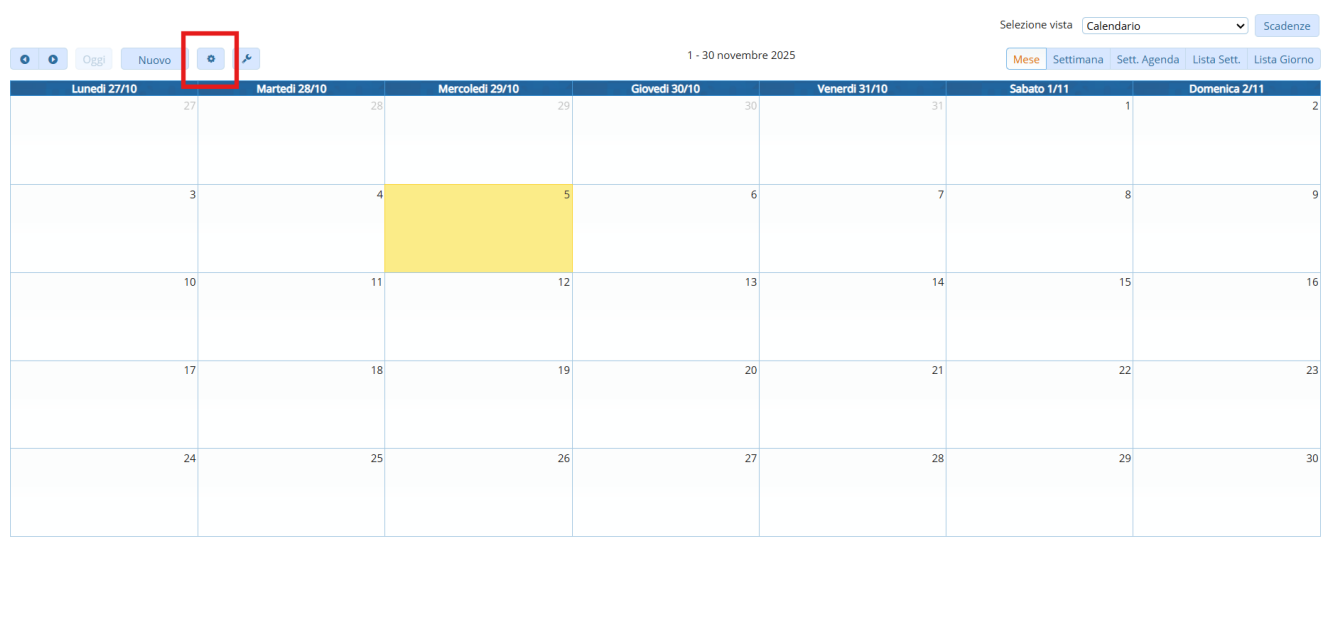 Selezione vista Calendario Scadenze
Oggi Nuovo 1 - 30 novembre 2025 Mese Settimana Sett. Agenda Lista Sett. Lista Giorno
Lunedì 27/10 Martedì 28/10 Mercoledì 29/10 Giovedì 30/10 Venerdì 31/10 Sabato 1/11 Domenica 2/11
27 28 29 30 31 1 2
3 4 5 6 7 8 9
10 11 12 13 14 15 16
17 18 19 20 21 22 23
24 25 26 27 28 29 30